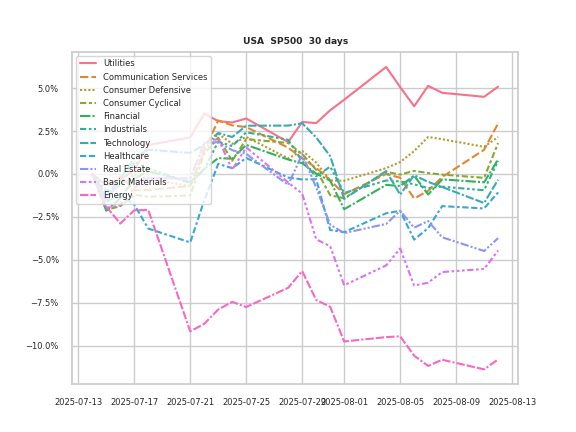 USA SP500 30 days
Utilities
Communication Services
Consumer Defensive
Consumer Cyclical
Financial
Industrials
Technology
Healthcare
Real Estate
Basic Materials
Energy
5.0%
2.5%
0.0%
−2.5%
−5.0%
−7.5%
−10.0%
2025-07-13 2025-07-17 2025-07-21 2025-07-25 2025-07-29 2025-08-01 2025-08-05 2025-08-09 2025-08-13